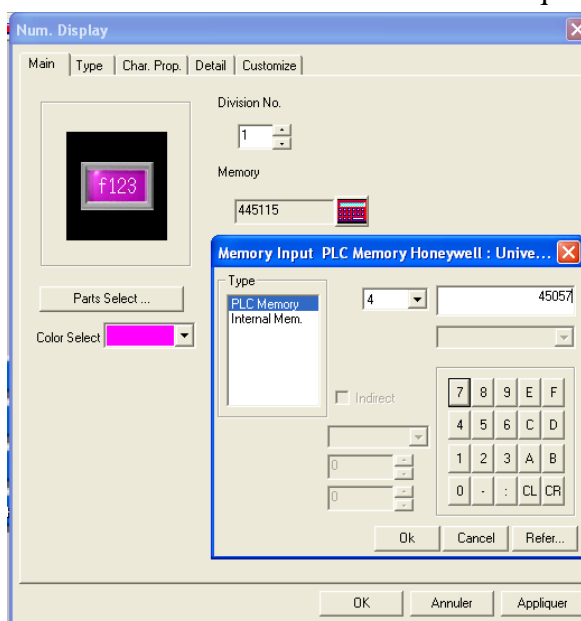 Num. Display
Main Type Char. Prop. Detail Customize
Division No.
1
Memory
445115
f123
Parts Select ...
Color Select
Memory Input PLC Memory Honeywell : Unive...
Type
PLC Memory
Internal Mem.
4
45057
Indirect
0
0
7 8 9 E F
4 5 6 C D
1 2 3 A B
0 - : CL CR
Ok Cancel Refer...
OK Annuler Appliquer